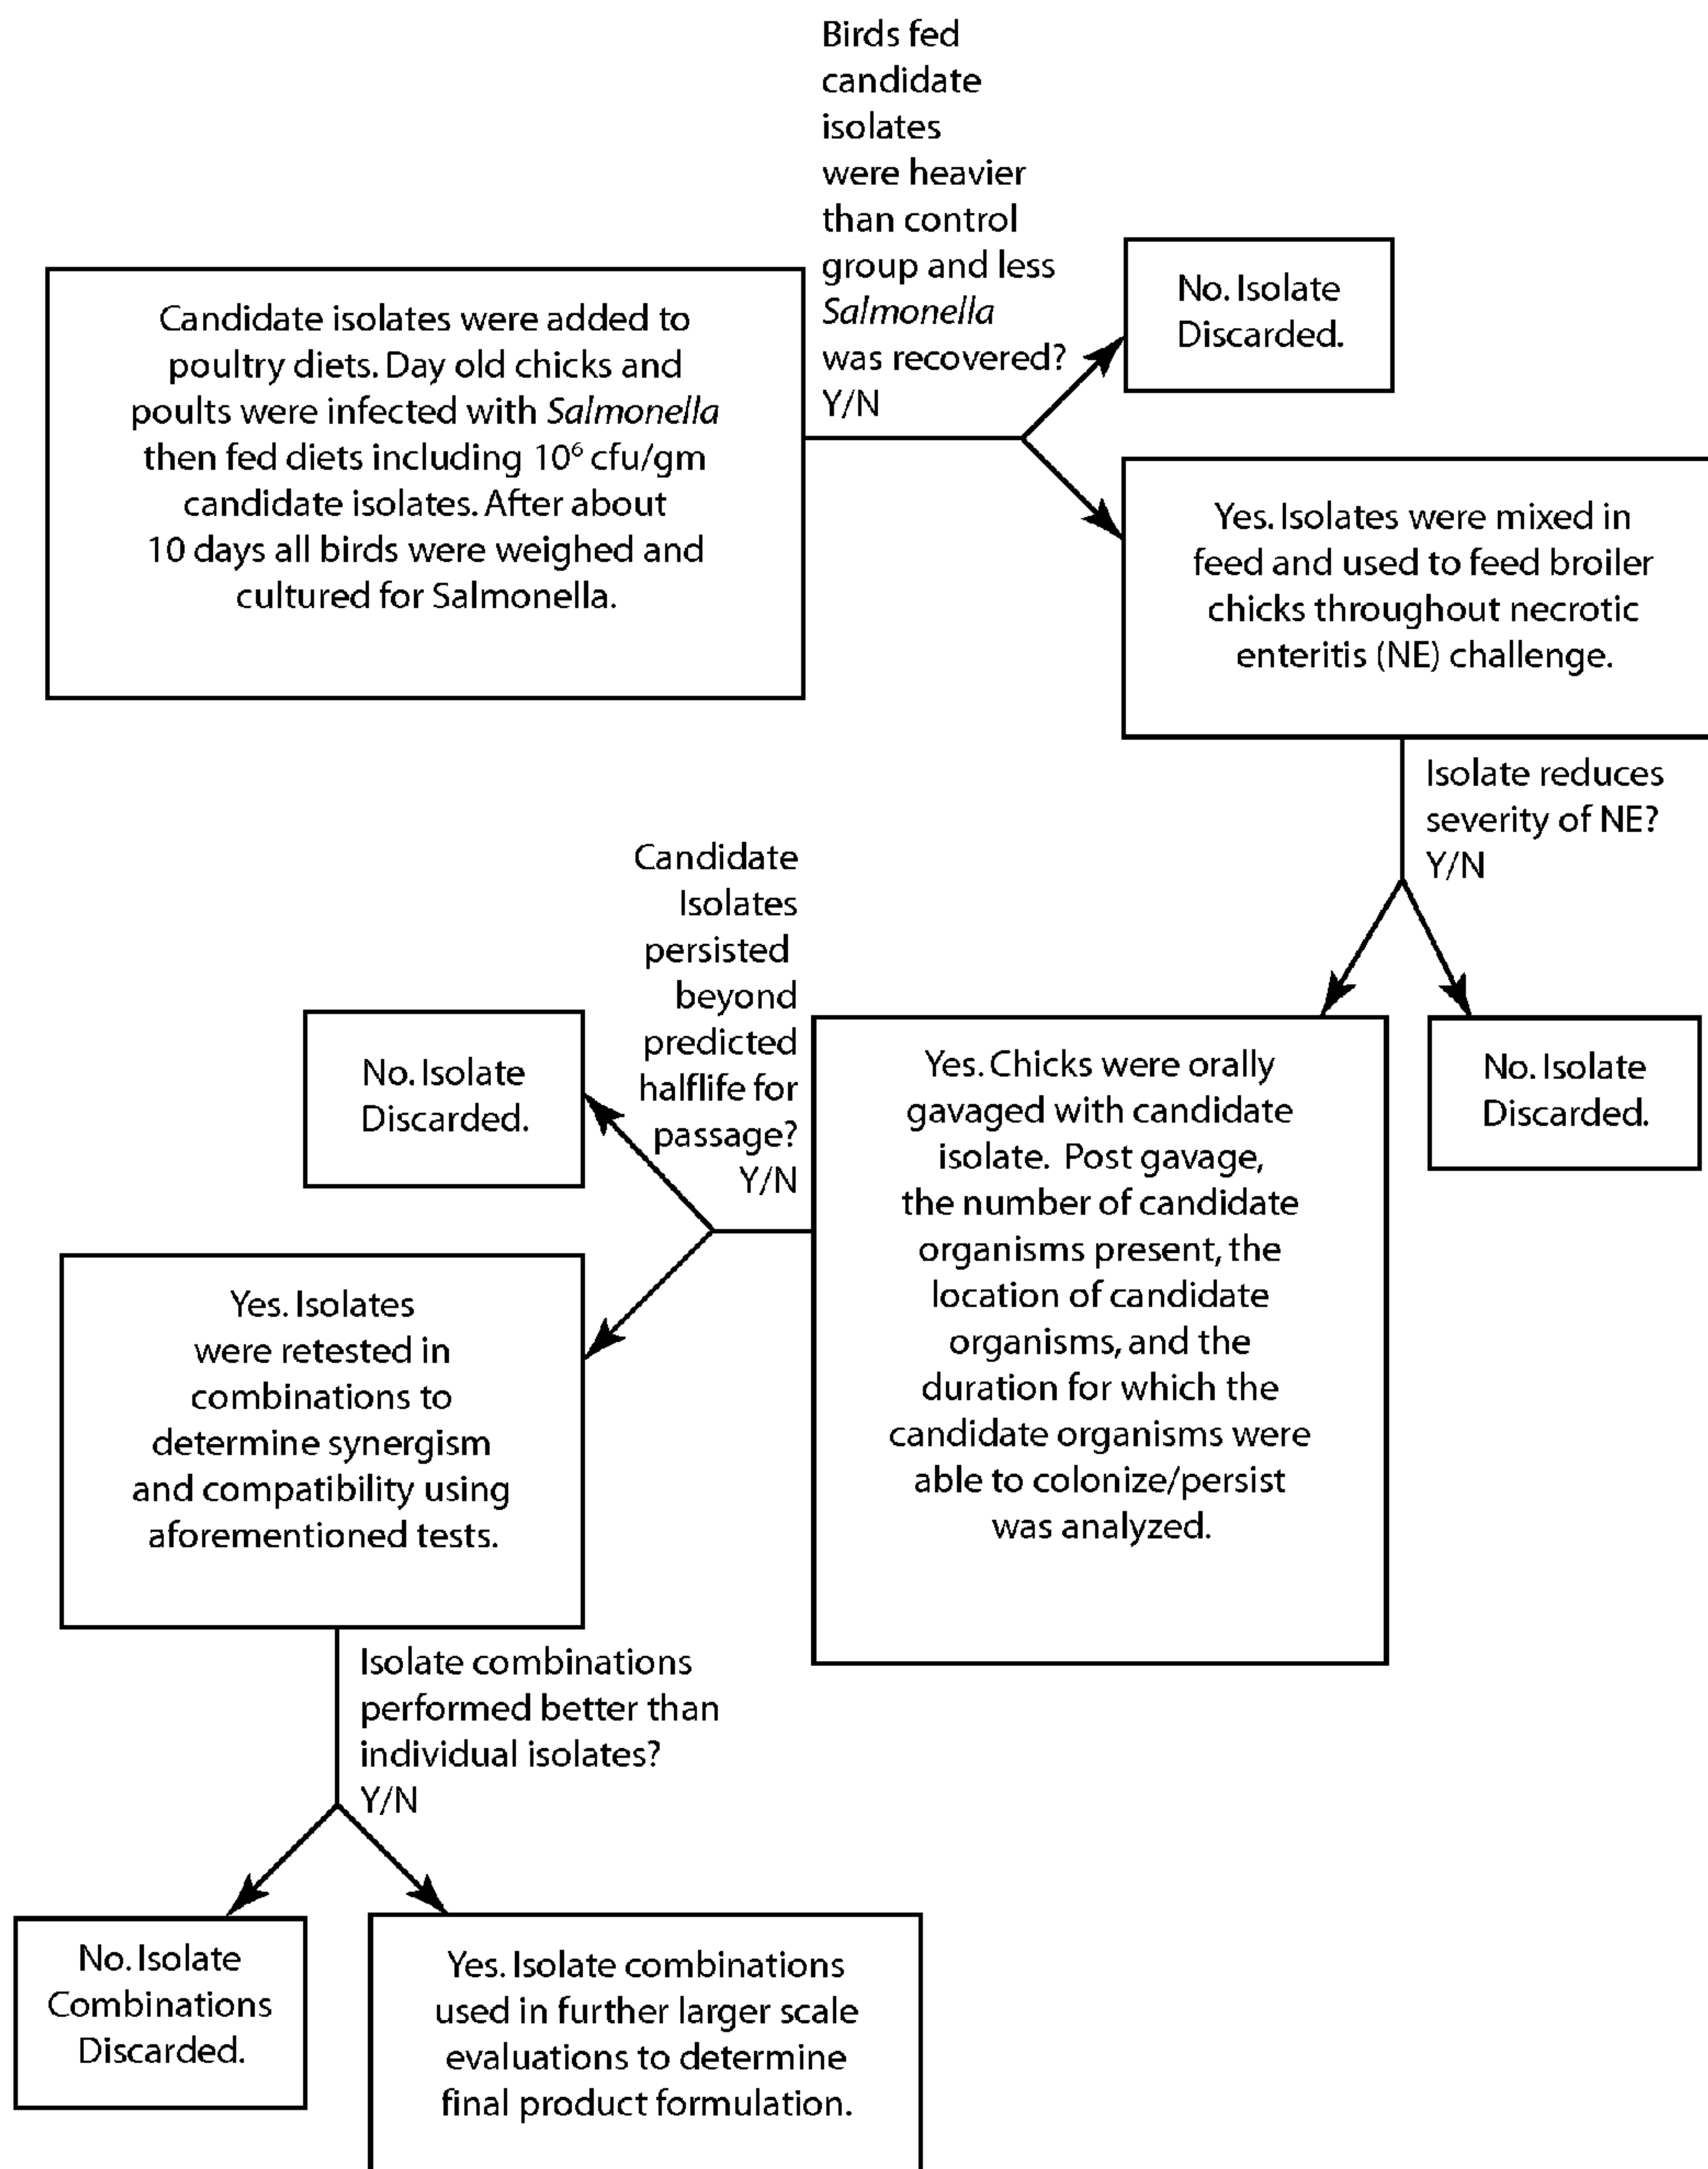 Candidate isolates were added to
poultry diets. Day old chicks and
poults were infected with Salmonella
then fed diets including 10⁶ cfu/gm
candidate isolates. After about
10 days all birds were weighed and
cultured for Salmonella.
Birds fed
candidate
isolates
were heavier
than control
group and less
Salmonella
was recovered?
Y/N
No. Isolate
Discarded.
Yes. Isolates were mixed in
feed and used to feed broiler
chicks throughout necrotic
enteritis (NE) challenge.
Isolate reduces
severity of NE?
Y/N
No. Isolate
Discarded.
Yes. Chicks were orally
gavaged with candidate
isolate. Post gavage,
the number of candidate
organisms present, the
location of candidate
organisms, and the
duration for which the
candidate organisms were
able to colonize/persist
was analyzed.
Candidate
Isolates
persisted
beyond
predicted
halflife for
passage?
Y/N
No. Isolate
Discarded.
Yes. Isolates
were retested in
combinations to
determine synergism
and compatibility using
aforementioned tests.
Isolate combinations
performed better than
individual isolates?
Y/N
No. Isolate
Combinations
Discarded.
Yes. Isolate combinations
used in further larger scale
evaluations to determine
final product formulation.